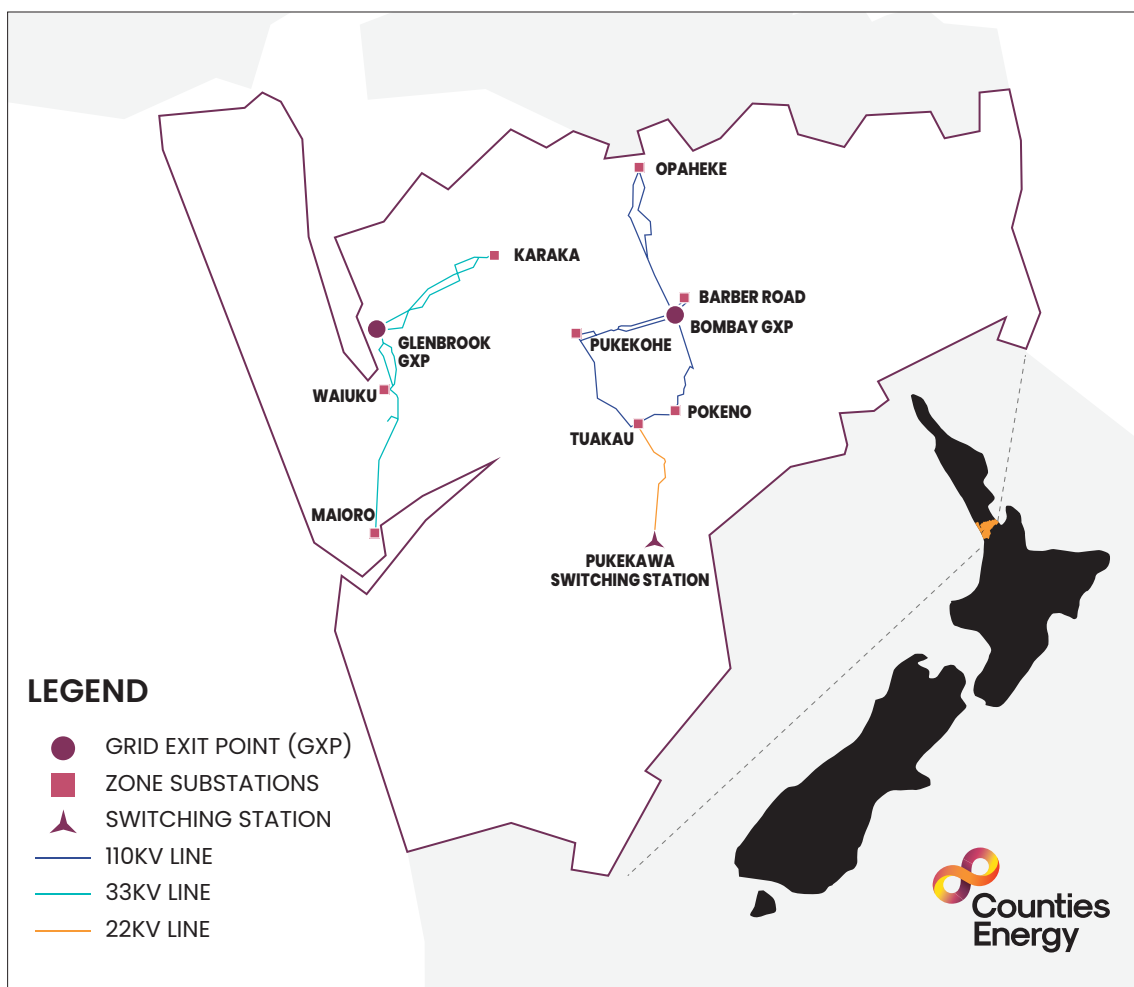 OPAHEKE
KARAKA
BARBER ROAD
BOMBAY GXP
GLENBROOK
GXP
PUKEKOHE
WAIUKU
POKENO
TUAKAU
MAIORO
PUKEKAWA
SWITCHING STATION
LEGEND
GRID EXIT POINT (GXP)
ZONE SUBSTATIONS
SWITCHING STATION
110KV LINE
33KV LINE
22KV LINE
Counties
Energy